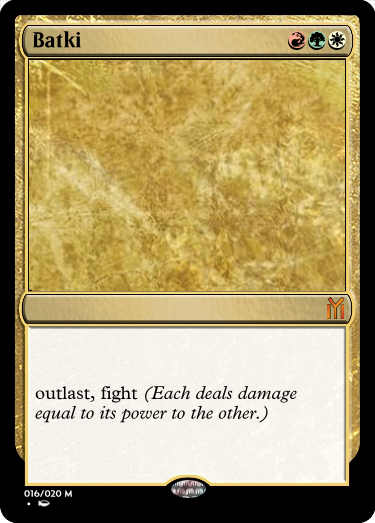 Batki
outlast, fight (Each deals damage
equal to its power to the other.)
016/020 M